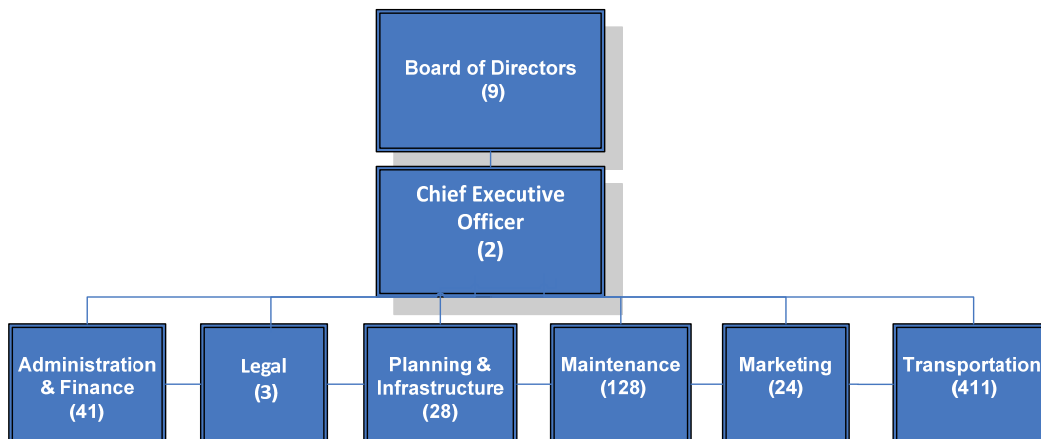 Board of Directors
(9)
Chief Executive
Officer
(2)
Administration
& Finance
(41)
Legal
(3)
Planning &
Infrastructure
(28)
Maintenance
(128)
Marketing
(24)
Transportation
(411)